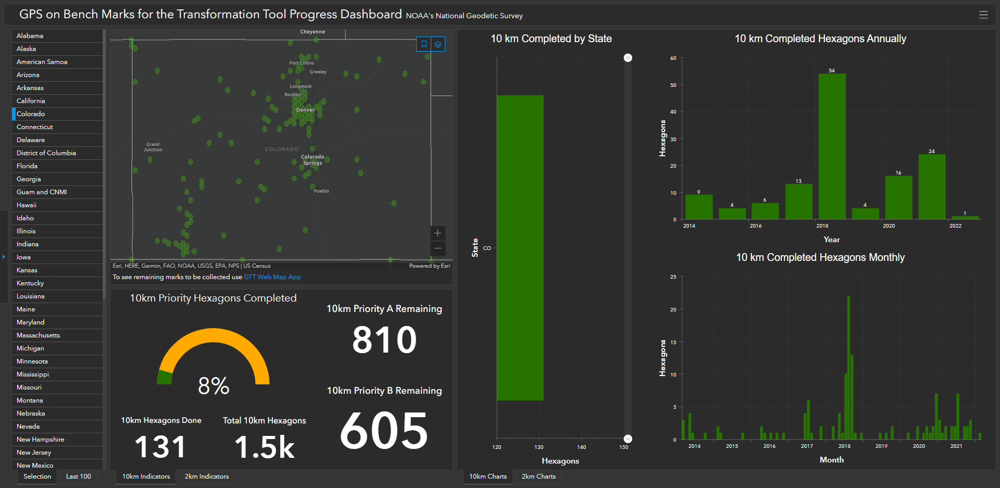 GPS on Bench Marks for the Transformation Tool Progress Dashboard NOAA's National Geodetic Survey
Alabama
Alaska
American Samoa
Arizona
Arkansas
California
Colorado
Connecticut
Delaware
District of Columbia
Florida
Georgia
Guam and CNMI
Hawaii
Idaho
Illinois
Indiana
Iowa
Kansas
Kentucky
Louisiana
Maine
Maryland
Massachusetts
Michigan
Minnesota
Mississippi
Missouri
Montana
Nebraska
Nevada
New Hampshire
New Jersey
New Mexico
Selection
Last 100
Cheyenne
Fort Collins
Greeley
Longmont
Boulder
Denver
Grand
Junction
COLORADO
Colorado
Springs
Pueblo
Esri, HERE, Garmin, FAO, NOAA, USGS, EPA, NPS | US Census
Powered by Esri
To see remaining marks to be collected use GTT Web Map App
10km Priority Hexagons Completed
8%
10km Hexagons Done
131
Total 10km Hexagons
1.5k
10km Priority A Remaining
810
10km Priority B Remaining
605
10km Indicators
2km Indicators
10 km Completed by State
State
CO
120
130
140
150
Hexagons
10km Charts
2km Charts
10 km Completed Hexagons Annually
Hexagons
60
50
40
30
20
10
0
9
4
6
13
54
4
16
24
1
2014
2016
2018
2020
2022
Year
10 km Completed Hexagons Monthly
Hexagons
25
20
15
10
5
0
2014
2015
2016
2017
2018
2019
2020
2021
Month